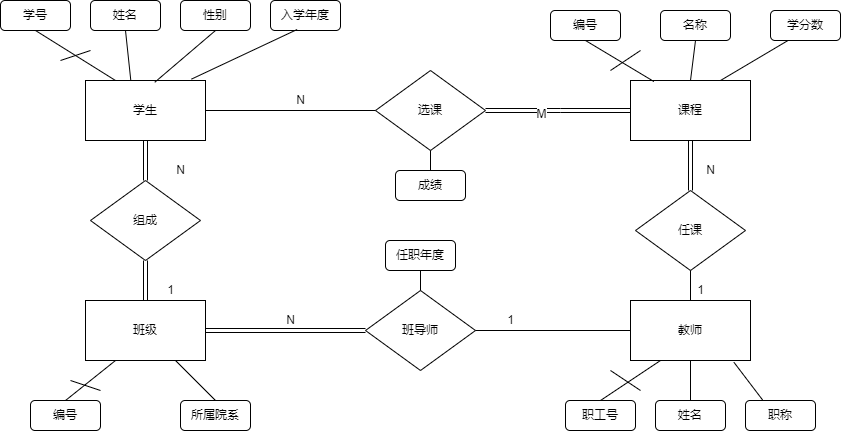 学号
姓名
性别
入学年度
编号
名称
学分数
学生
N
选课
M
课程
成绩
N
N
组成
任课
任职年度
1
1
班级
N
班导师
1
教师
编号
所属院系
职工号
姓名
职称